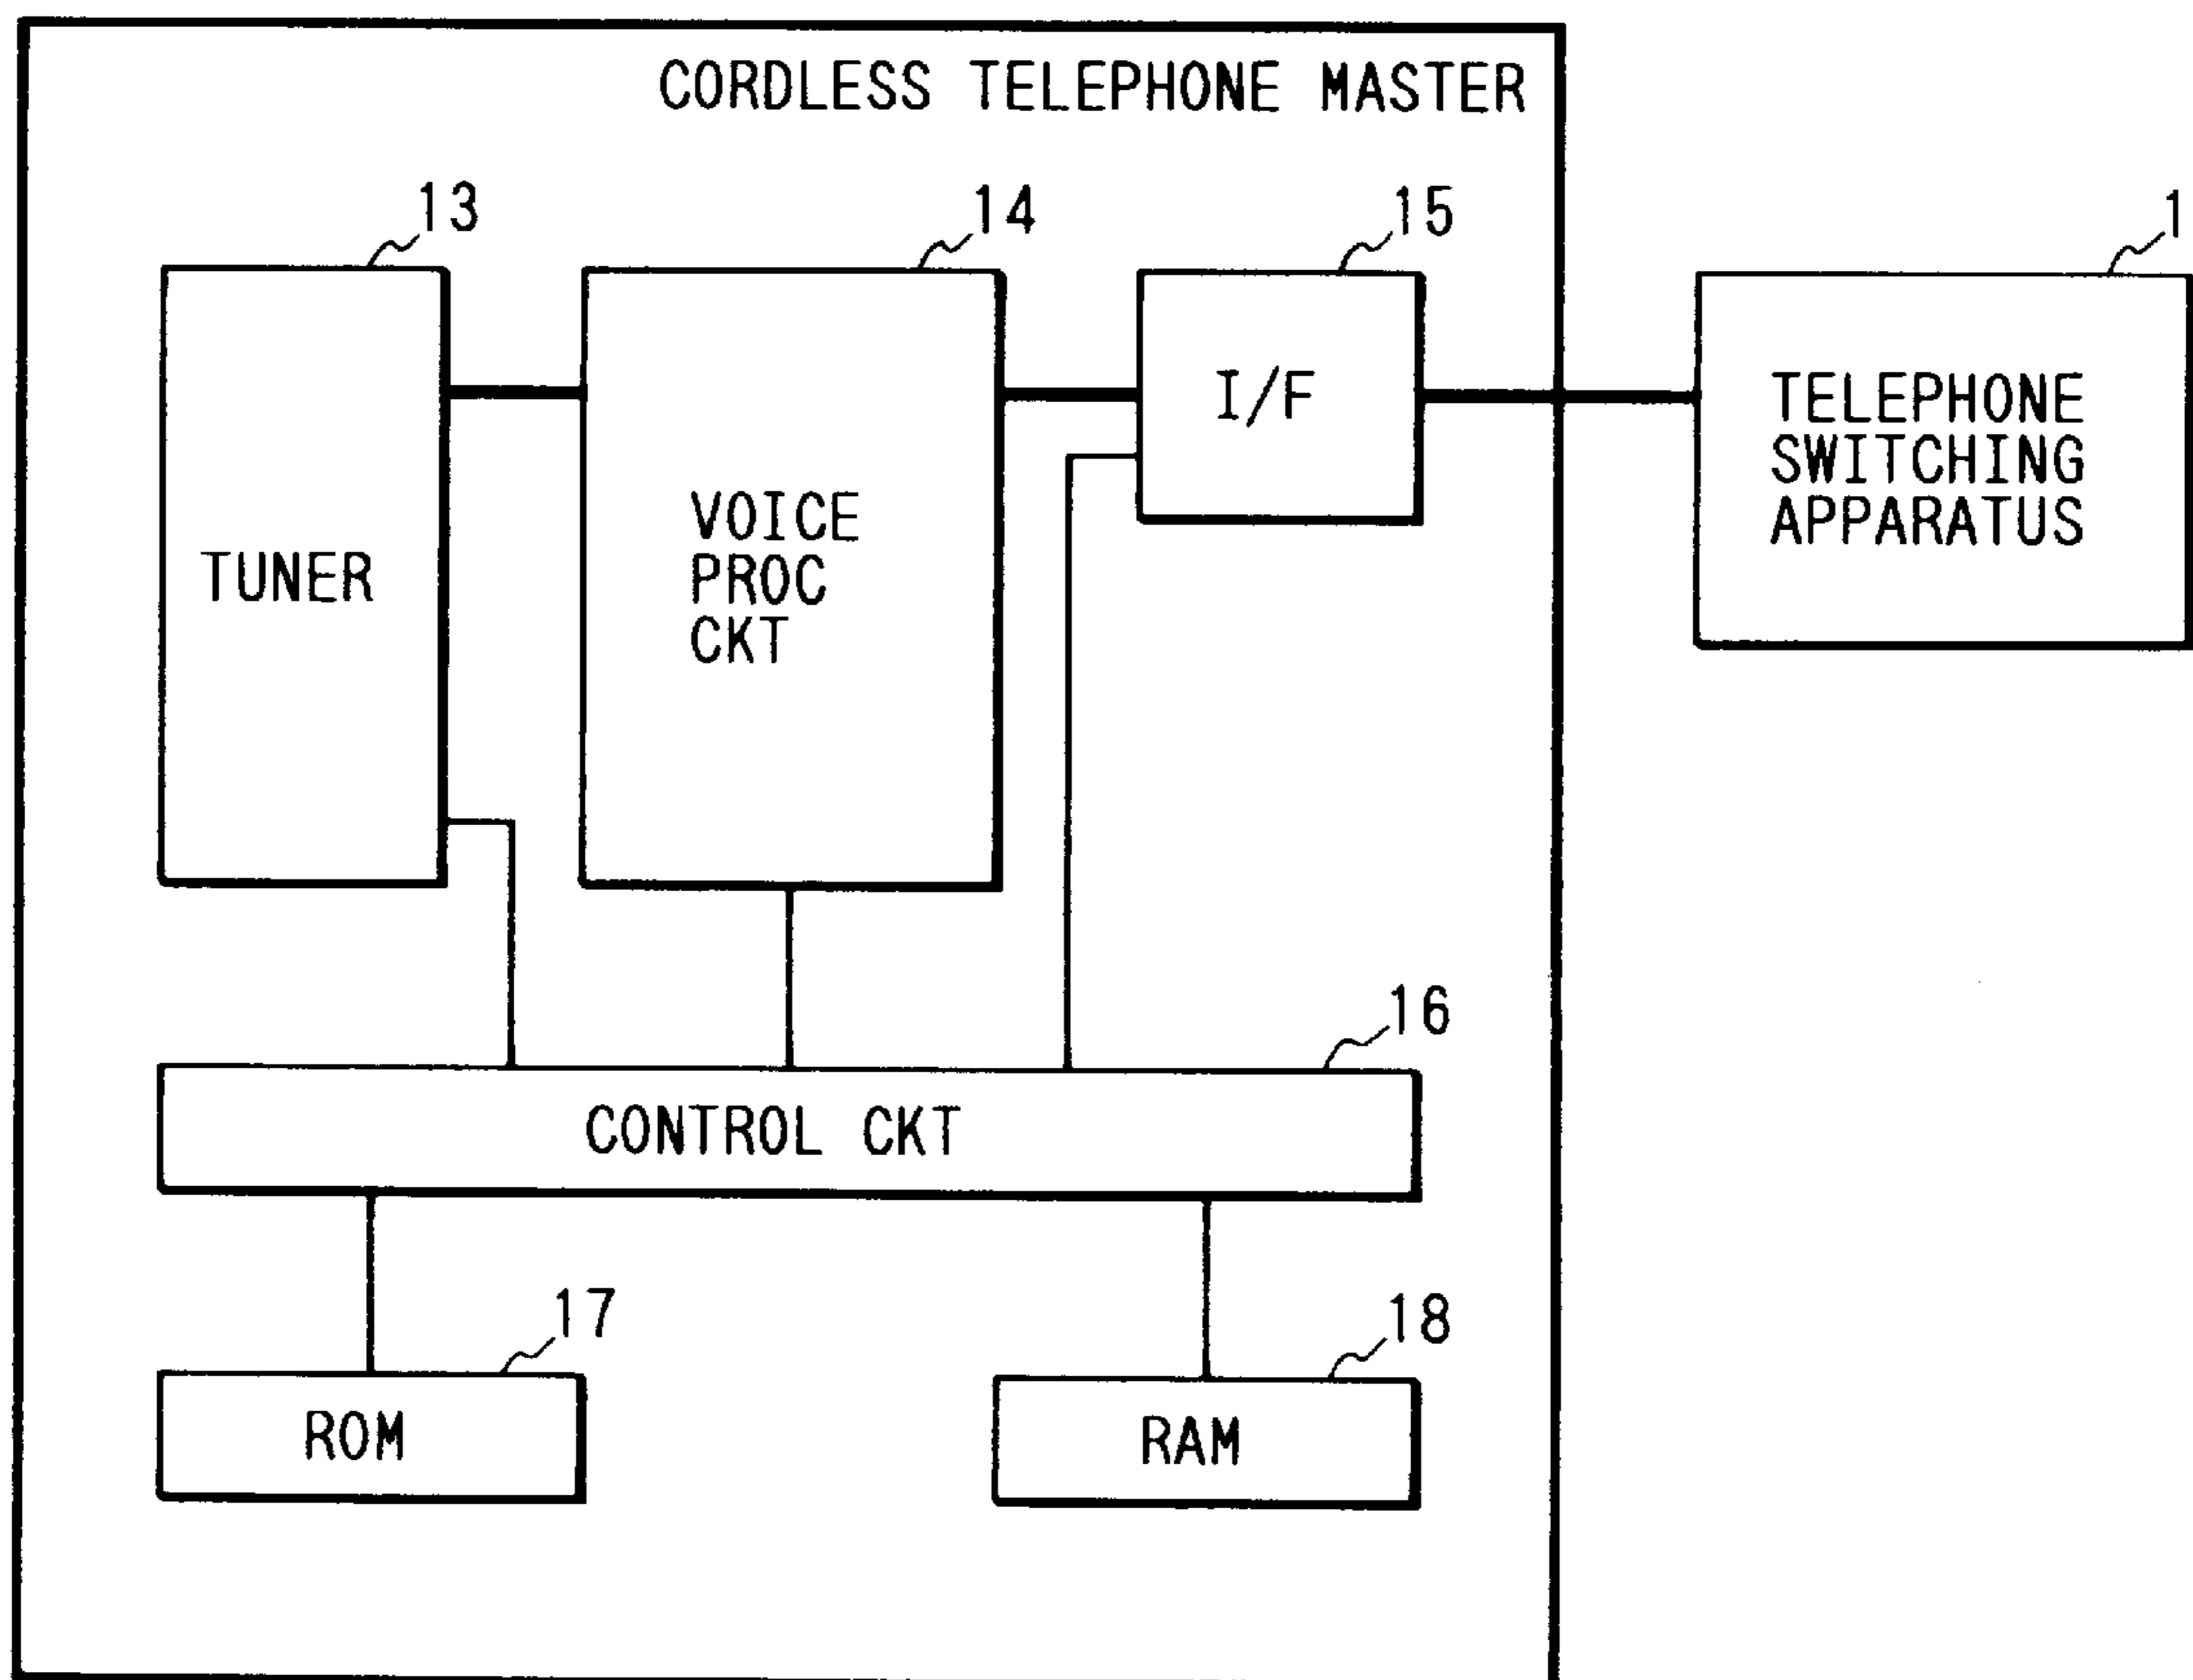 CORDLESS TELEPHONE MASTER
13
14
15
1
TUNER
VOICE
PROC
CKT
I/F
TELEPHONE
SWITCHING
APPARATUS
16
CONTROL CKT
17
18
ROM
RAM